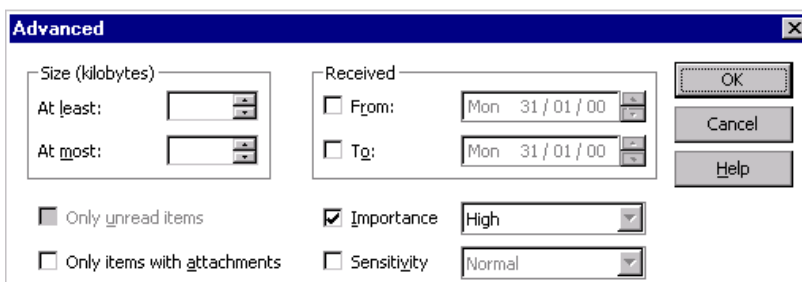 Advanced
Size (kilobytes)
At least:
At most:
Received
From: Mon 31/01/00
To: Mon 31/01/00
OK
Cancel
Help
Only unread items
Importance High
Only items with attachments
Sensitivity Normal